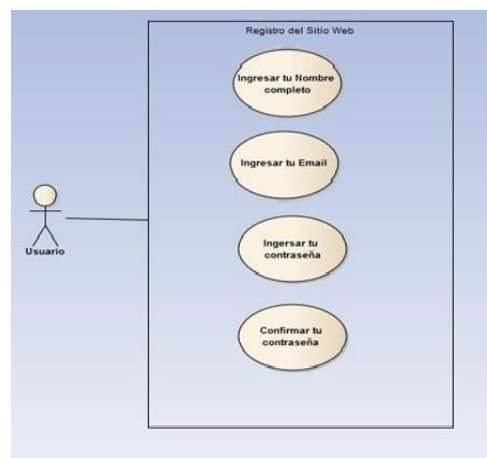 Registro del Sitio Web
Ingresar tu Nombre
completo
Ingresar tu Email
Ingersar tu
contraseña
Confirmar tu
contraseña
Usuario